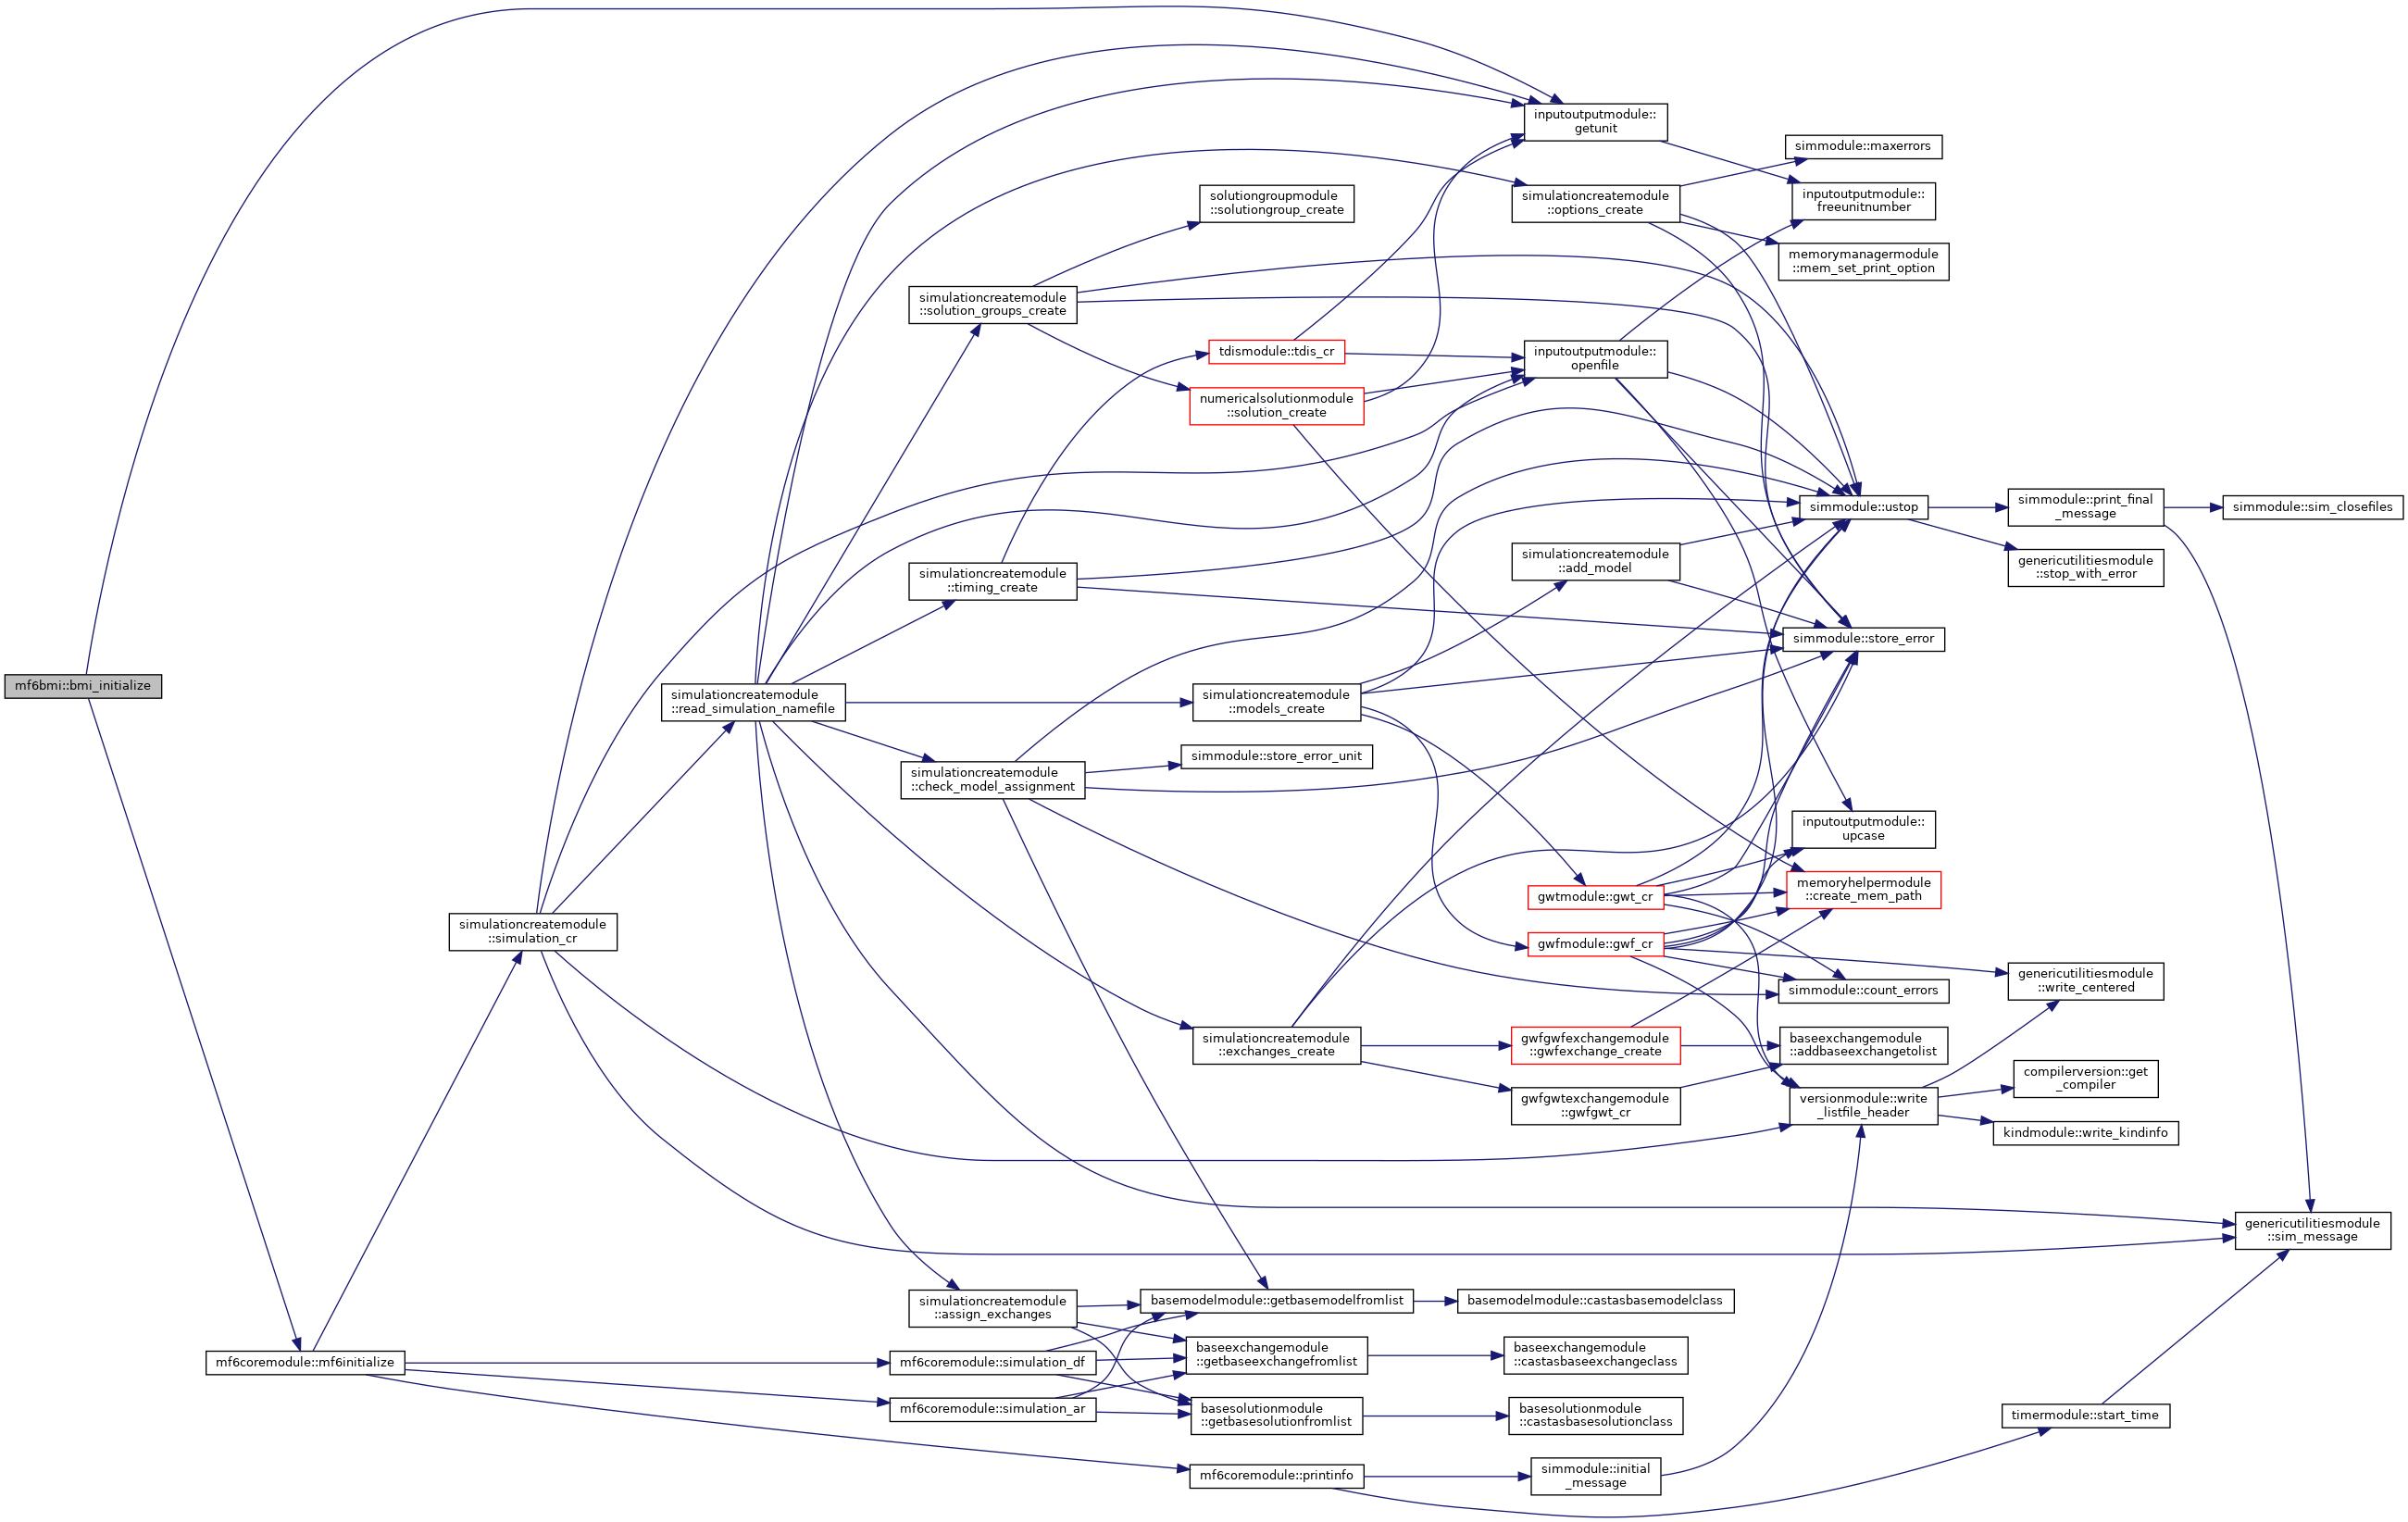 mf6bmi::bmi_initialize
mf6coremodule::mf6initialize
simulationcreatemodule
::simulation_cr
simulationcreatemodule
::read_simulation_namefile
simulationcreatemodule
::solution_groups_create
simulationcreatemodule
::timing_create
simulationcreatemodule
::check_model_assignment
simulationcreatemodule
::assign_exchanges
mf6coremodule::simulation_df
mf6coremodule::simulation_ar
solutiongroupmodule
::solutiongroup_create
tdismodule::tdis_cr
numericalsolutionmodule
::solution_create
simulationcreatemodule
::models_create
simmodule::store_error_unit
simulationcreatemodule
::exchanges_create
basemodelmodule::getbasemodelfromlist
baseexchangemodule
::getbaseexchangefromlist
basesolutionmodule
::getbasesolutionfromlist
mf6coremodule::printinfo
inputoutputmodule::
getunit
simulationcreatemodule
::options_create
inputoutputmodule::
openfile
simulationcreatemodule
::add_model
gwtmodule::gwt_cr
gwfmodule::gwf_cr
gwfgwfexchangemodule
::gwfexchange_create
gwfgwtexchangemodule
::gwfgwt_cr
basemodelmodule::castasbasemodelclass
baseexchangemodule
::castasbaseexchangeclass
basesolutionmodule
::castasbasesolutionclass
simmodule::initial
_message
simmodule::maxerrors
inputoutputmodule::
freeunitnumber
memorymanagermodule
::mem_set_print_option
simmodule::ustop
simmodule::store_error
inputoutputmodule::
upcase
memoryhelpermodule
::create_mem_path
simmodule::count_errors
baseexchangemodule
::addbaseexchangetolist
versionmodule::write
_listfile_header
simmodule::print_final
_message
genericutilitiesmodule
::stop_with_error
genericutilitiesmodule
::write_centered
compilerversion::get
_compiler
kindmodule::write_kindinfo
timermodule::start_time
simmodule::sim_closefiles
genericutilitiesmodule
::sim_message